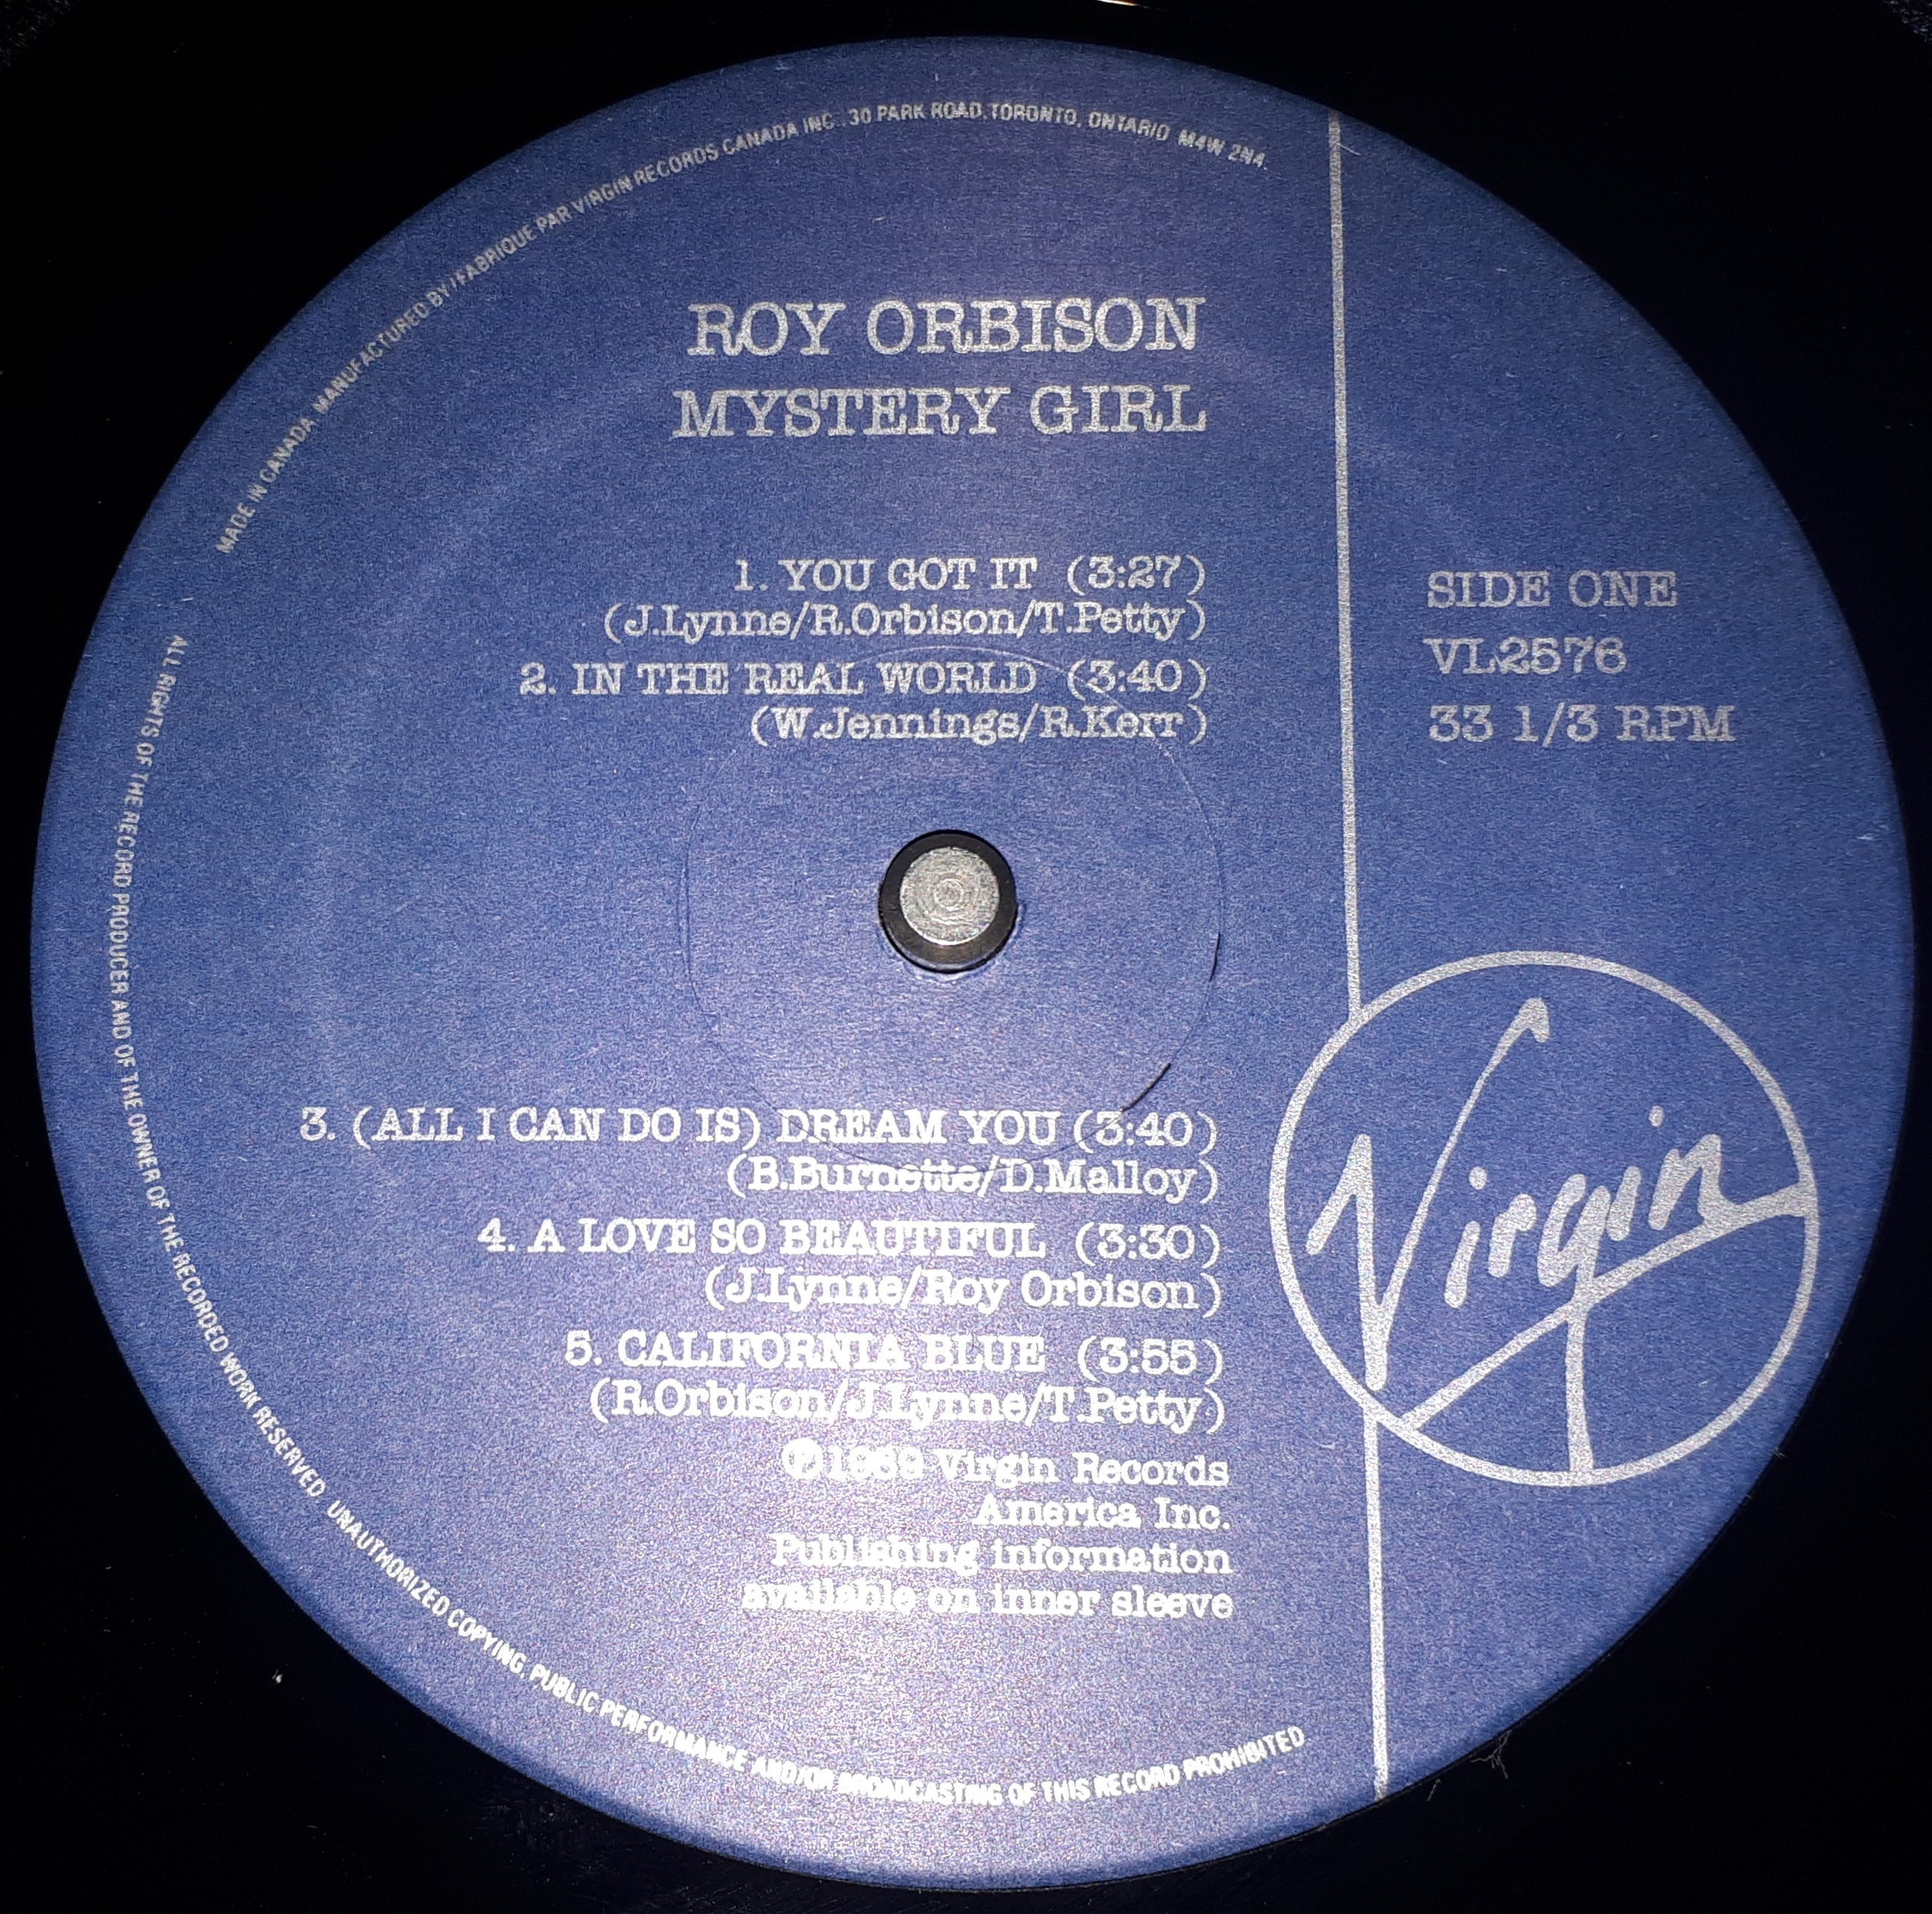 MADE IN CANADA. MANUFACTURED BY/FABRIQUE PAR VIRGIN RECORDS CANADA INC., 30 PARK ROAD, TORONTO, ONTARIO M4W 2N4.
ROY ORBISON
MYSTERY GIRL
1. YOU GOT IT (3:27)
(J.Lynne/R.Orbison/T.Petty)
2. IN THE REAL WORLD (3:40)
(W.Jennings/R.Kerr)
SIDE ONE
VL2576
33 1/3 RPM
3. (ALL I CAN DO IS) DREAM YOU (3:40)
(B.Burnette/D.Malloy)
4. A LOVE SO BEAUTIFUL (3:30)
(J.Lynne/Roy Orbison)
5. CALIFORNIA BLUE (3:55)
(R.Orbison/J.Lynne/T.Petty)
℗ 1989 Virgin Records
America Inc.
Publishing information
available on inner sleeve
Virgin
ALL RIGHTS OF THE RECORD PRODUCER AND OF THE OWNER OF THE RECORDED WORK RESERVED. UNAUTHORIZED COPYING, PUBLIC PERFORMANCE AND/OR BROADCASTING OF THIS RECORD PROHIBITED